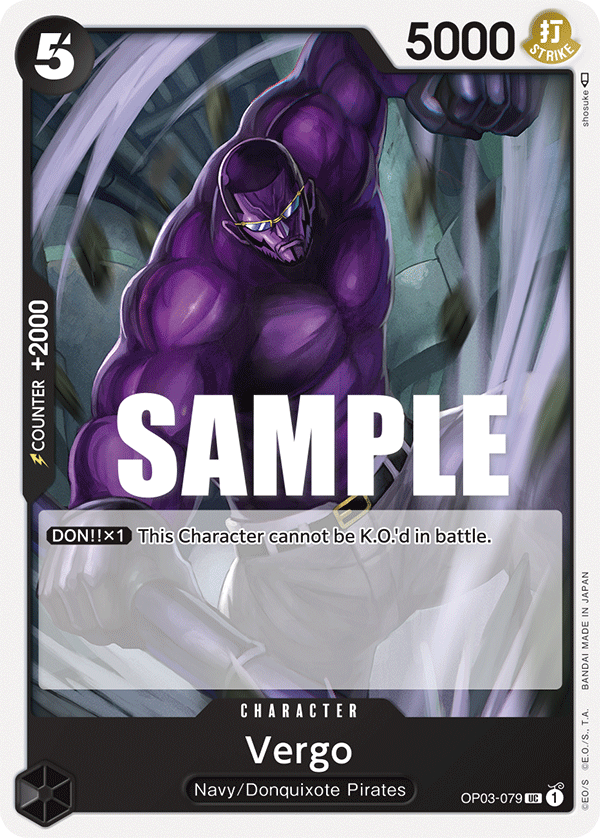 5
5000
打
STRIKE
shosuke
COUNTER +2000
SAMPLE
DON!!×1 This Character cannot be K.O.'d in battle.
CHARACTER
Vergo
Navy/Donquixote Pirates
OP03-079 UC 1
©EO/S ©E.O./S., T.A. BANDAI MADE IN JAPAN